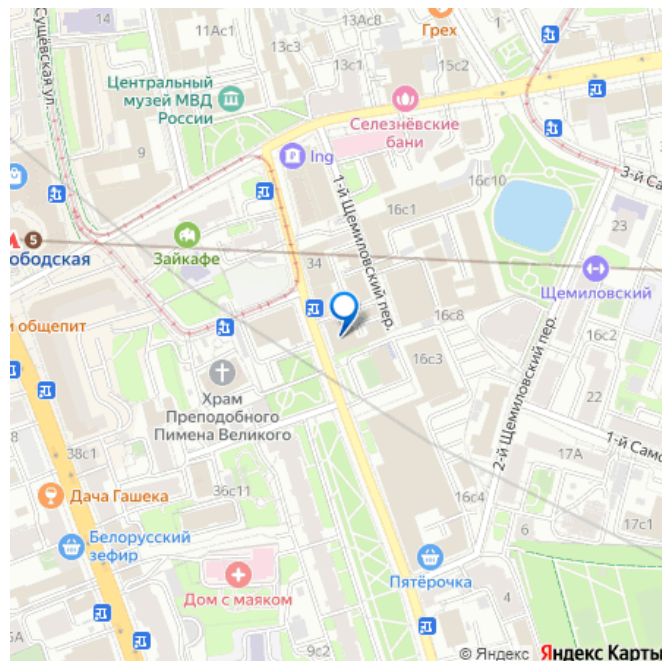 Сущёвская ул.
14
11Ас1
13с3
13с1
Грех
1
15с2
Центральный
музей МВД
России
9
Селезнёвские
бани
Ing
1-й Щемиловский пер.
16с10
16с1
3-й Са
23
5
ободская
Зайкафе
34
Щемиловский
и общепит
16с8
16с2
16с3
Храм
Преподобного
Пимена Великого
2-й Щемиловский пер.
22
38с1
17А
1-й Само
36с11
Дача Гашека
16с4
17с1
Белорусский
зефир
6
Пятёрочка
Дом с маяком
4
5А
9с2
© Яндекс Яндекс Карты